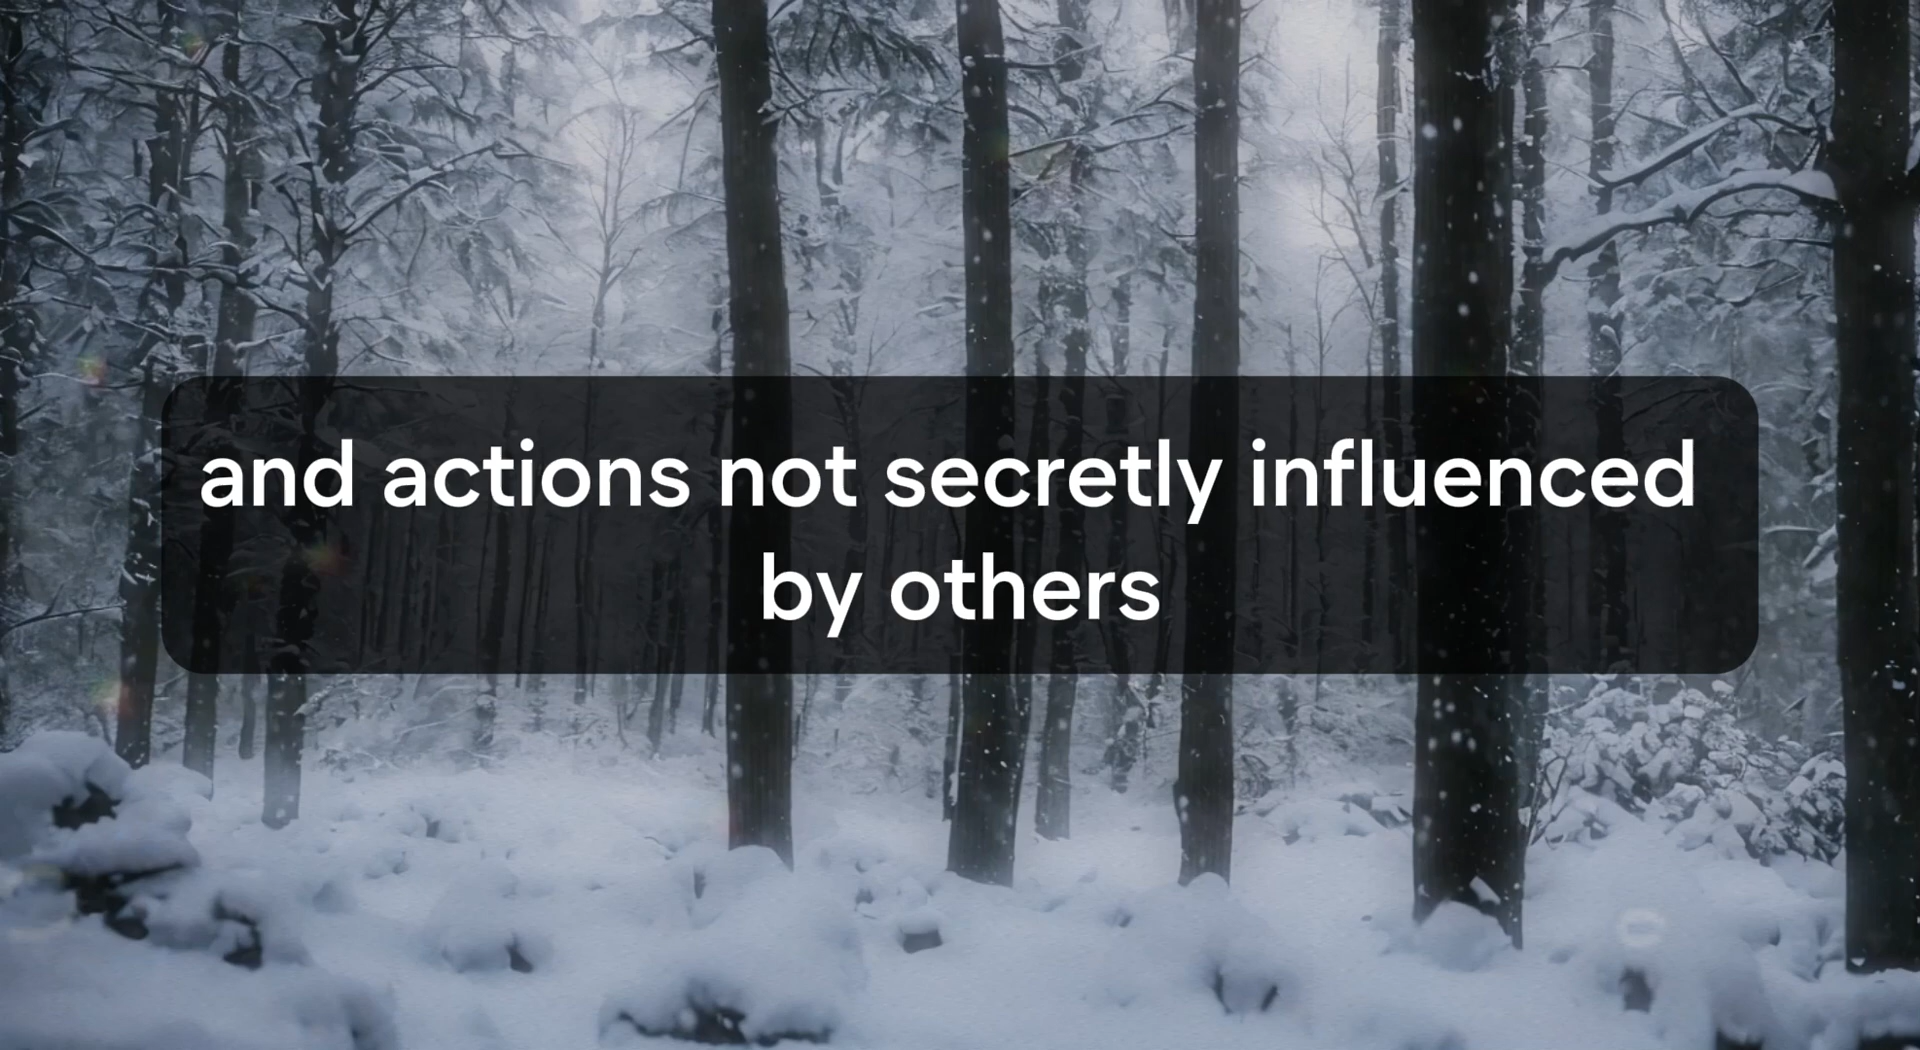 and actions not secretly influenced
by others